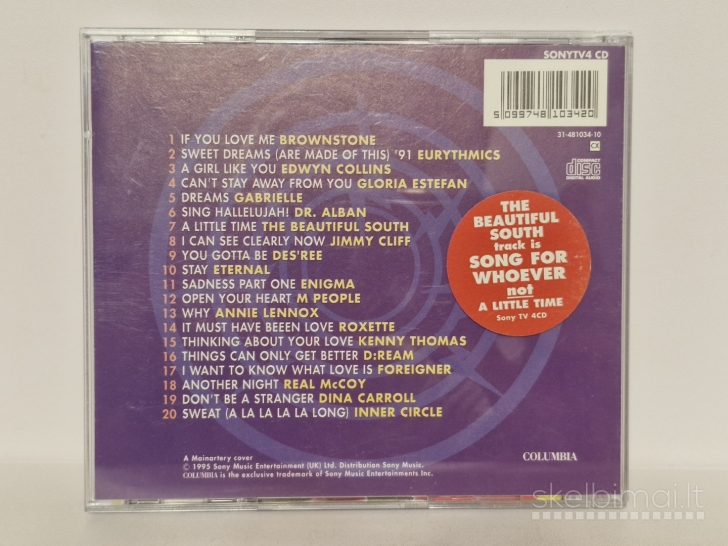 SONYTV4 CD
5 099748 103420
31-481034-10
CX
COMPACT
disc
DIGITAL AUDIO
1 IF YOU LOVE ME BROWNSTONE
2 SWEET DREAMS (ARE MADE OF THIS) '91 EURYTHMICS
3 A GIRL LIKE YOU EDWYN COLLINS
4 CAN'T STAY AWAY FROM YOU GLORIA ESTEFAN
5 DREAMS GABRIELLE
6 SING HALLELUJAH! DR. ALBAN
7 A LITTLE TIME THE BEAUTIFUL SOUTH
8 I CAN SEE CLEARLY NOW JIMMY CLIFF
9 YOU GOTTA BE DES'REE
10 STAY ETERNAL
11 SADNESS PART ONE ENIGMA
12 OPEN YOUR HEART M PEOPLE
13 WHY ANNIE LENNOX
14 IT MUST HAVE BEEEN LOVE ROXETTE
15 THINKING ABOUT YOUR LOVE KENNY THOMAS
16 THINGS CAN ONLY GET BETTER D:REAM
17 I WANT TO KNOW WHAT LOVE IS FOREIGNER
18 ANOTHER NIGHT REAL McCOY
19 DON'T BE A STRANGER DINA CARROLL
20 SWEAT (A LA LA LA LA LONG) INNER CIRCLE
THE
BEAUTIFUL
SOUTH
track is
SONG FOR
WHOEVER
not
A LITTLE TIME
Sony TV 4CD
A Mainartery cover
© 1995 Sony Music Entertainment (UK) Ltd. Distribution Sony Music.
COLUMBIA is the exclusive trademark of Sony Music Entertainments Inc.
COLUMBIA
skelbimai.lt